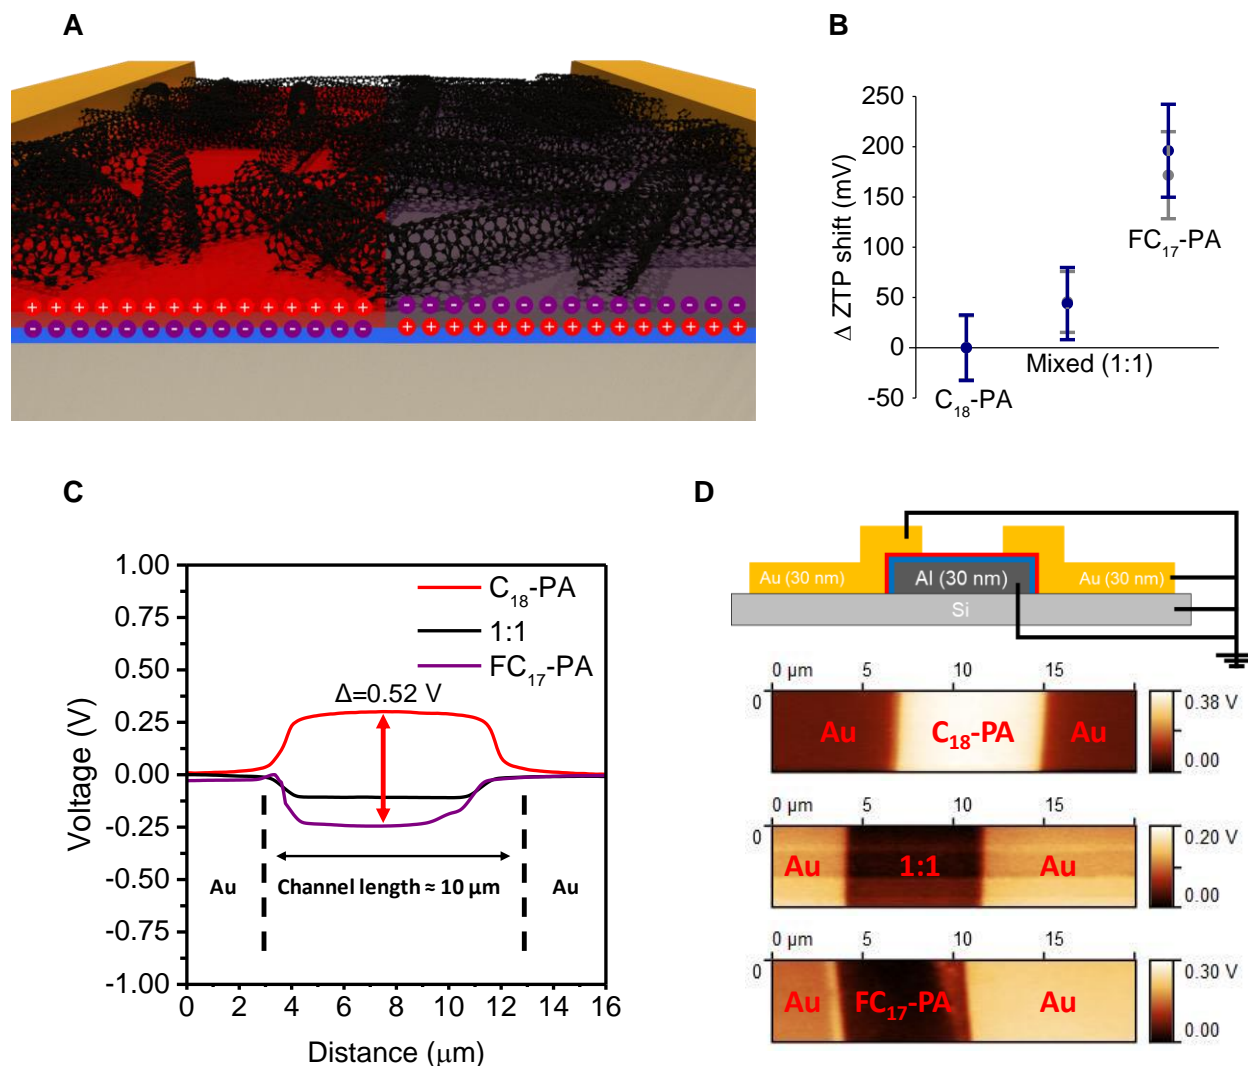 A
B
250
200
150
100
50
0
-50
Δ ZTP shift (mV)
C₁₈-PA
Mixed (1:1)
FC₁₇-PA
+ + + + + + + + + + + + +
- - - - - - - - - - - - -
- - - - - - - - - - - - -
+ + + + + + + + + + + + +
C
1.00
0.75
0.50
0.25
0.00
-0.25
-0.50
-0.75
-1.00
Voltage (V)
C₁₈-PA
1:1
FC₁₇-PA
Δ=0.52 V
Au
Channel length ≈ 10 μm
Au
0 2 4 6 8 10 12 14 16
Distance (μm)
D
Au (30 nm)
Al (30 nm)
Au (30 nm)
Si
0 μm 5 10 15
0
Au C₁₈-PA Au
0.38 V
0.00
0 μm 5 10 15
0
Au 1:1 Au
0.20 V
0.00
0 μm 5 10 15
0
Au FC₁₇-PA Au
0.30 V
0.00